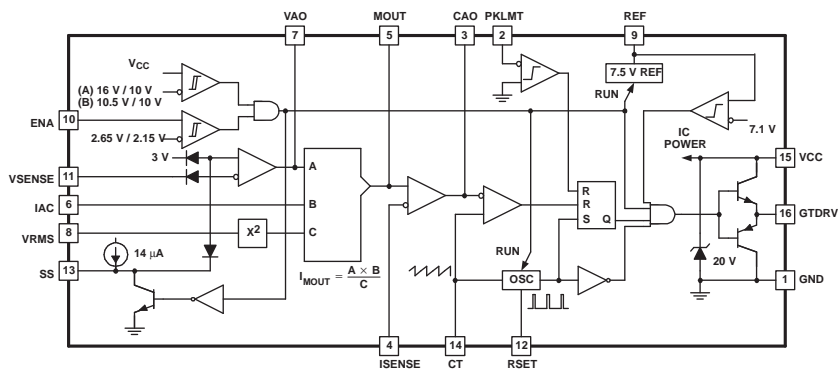 VAO MOUT CAO PKLMT REF
7 5 3 2 9
VCC
(A) 16 V / 10 V
(B) 10.5 V / 10 V
7.5 V REF
RUN
ENA
10
2.65 V / 2.15 V
7.1 V
3 V
IC
POWER
VSENSE
11
A
15
VCC
IAC
6
B
R
R
S Q
16
GTDRV
VRMS
8
X2
C
14 μA
SS
13
IMOUT = A × B
C
RUN
OSC
20 V
1
GND
4 14 12
ISENSE CT RSET